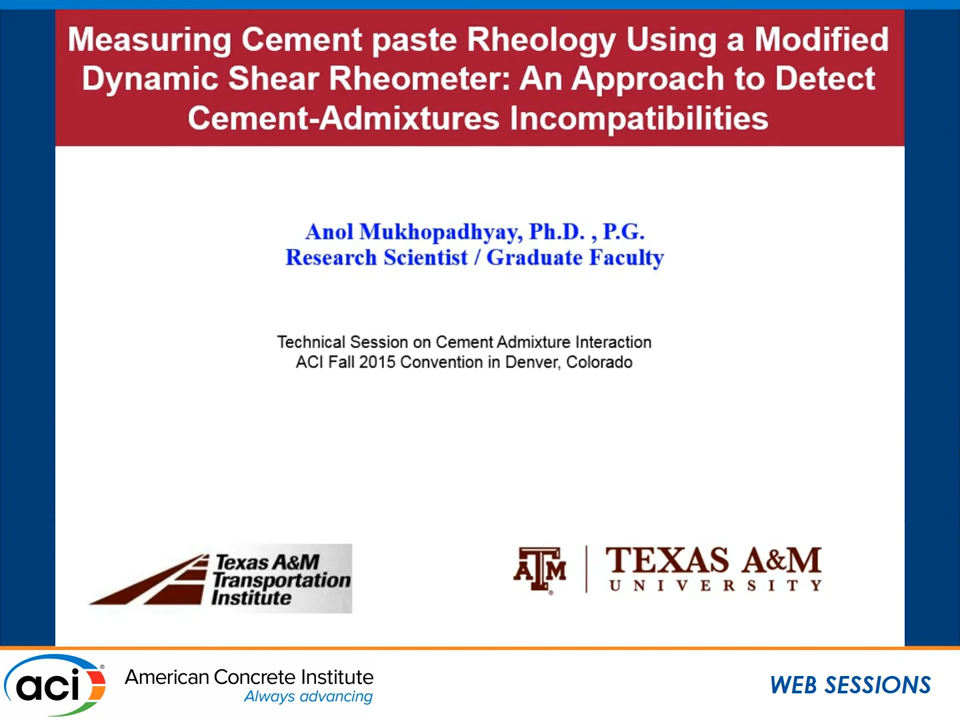 Measuring Cement paste Rheology Using a Modified
Dynamic Shear Rheometer: An Approach to Detect
Cement-Admixtures Incompatibilities
Anol Mukhopadhyay, Ph.D. , P.G.
Research Scientist / Graduate Faculty
Technical Session on Cement Admixture Interaction
ACI Fall 2015 Convention in Denver, Colorado
Texas A&M
Transportation
Institute
ATM
®
TEXAS A&M
UNIVERSITY
aci
®
American Concrete Institute
Always advancing
WEB SESSIONS